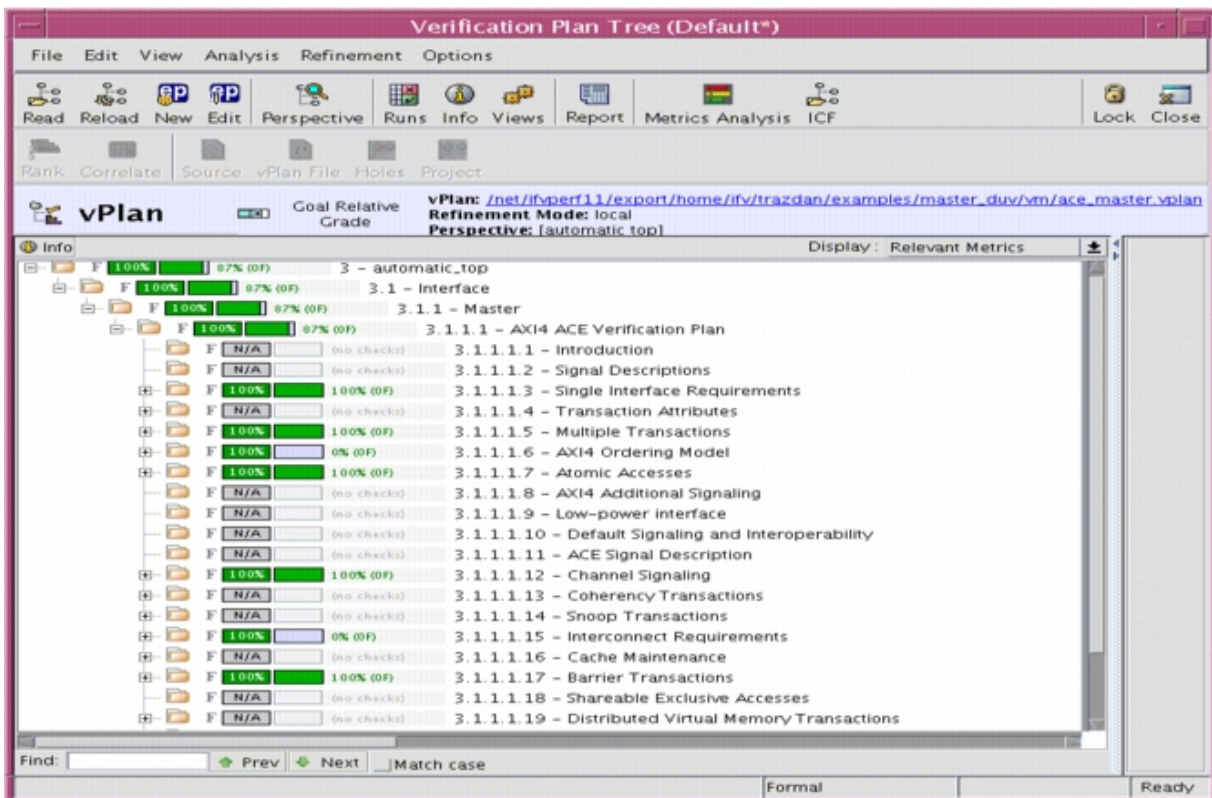 Verification Plan Tree (Default*)
File Edit View Analysis Refinement Options
Read Reload New Edit Perspective Runs Info Views Report Metrics Analysis ICF Lock Close
Rank Correlate Source vPlan File Holes Project
vPlan Goal Relative Grade
vPlan: /net/ifvperf11/export/home/ifv/trazdan/examples/master_duv/vm/ace_master.vplan
Refinement Mode: local
Perspective: [automatic top]
Info Display: Relevant Metrics
F 100% 87% (0F) 3 - automatic_top
F 100% 87% (0F) 3.1 - Interface
F 100% 87% (0F) 3.1.1 - Master
F 100% 87% (0F) 3.1.1.1 - AXI4 ACE Verification Plan
F N/A (no checks) 3.1.1.1.1 - Introduction
F N/A (no checks) 3.1.1.1.2 - Signal Descriptions
F 100% 100% (0F) 3.1.1.1.3 - Single Interface Requirements
F N/A (no checks) 3.1.1.1.4 - Transaction Attributes
F 100% 100% (0F) 3.1.1.1.5 - Multiple Transactions
F 100% 0% (0F) 3.1.1.1.6 - AXI4 Ordering Model
F 100% 100% (0F) 3.1.1.1.7 - Atomic Accesses
F N/A (no checks) 3.1.1.1.8 - AXI4 Additional Signaling
F N/A (no checks) 3.1.1.1.9 - Low-power interface
F N/A (no checks) 3.1.1.1.10 - Default Signaling and Interoperability
F N/A (no checks) 3.1.1.1.11 - ACE Signal Description
F 100% 100% (0F) 3.1.1.1.12 - Channel Signaling
F N/A (no checks) 3.1.1.1.13 - Coherency Transactions
F N/A (no checks) 3.1.1.1.14 - Snoop Transactions
F 100% 0% (0F) 3.1.1.1.15 - Interconnect Requirements
F N/A (no checks) 3.1.1.1.16 - Cache Maintenance
F 100% 100% (0F) 3.1.1.1.17 - Barrier Transactions
F N/A (no checks) 3.1.1.1.18 - Shareable Exclusive Accesses
F N/A (no checks) 3.1.1.1.19 - Distributed Virtual Memory Transactions
Find: Prev Next Match case
Formal Ready